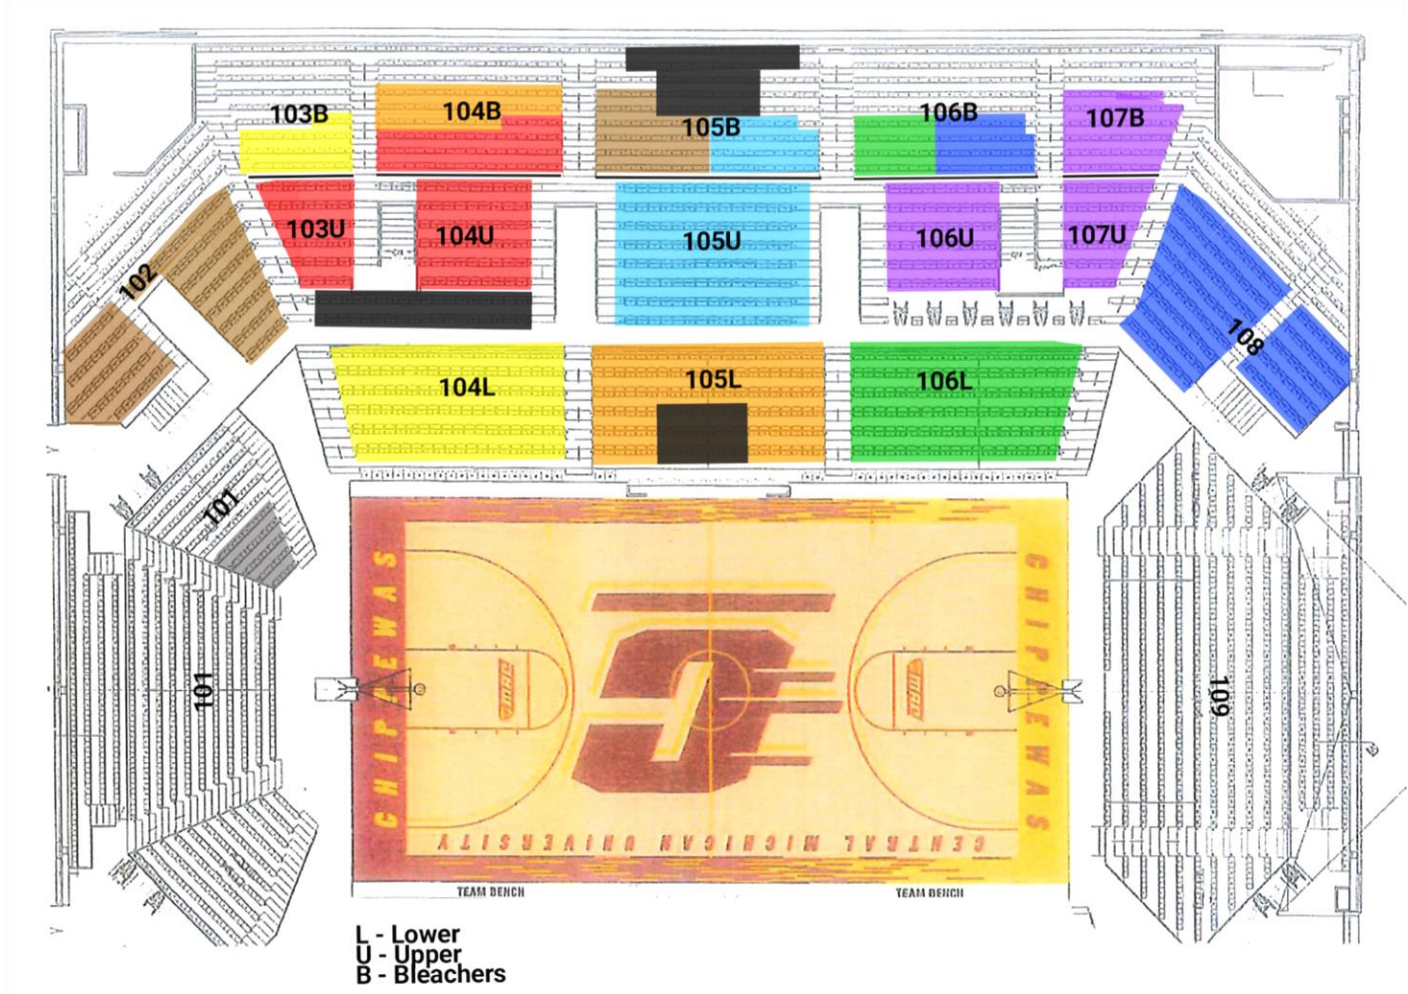 103B
104B
105B
106B
107B
103U
104U
105U
106U
107U
102
108
104L
105L
106L
101
101
109
CHIPPEWAS
CHIPPEWAS
CENTRAL MICHIGAN UNIVERSITY
TEAM BENCH
TEAM BENCH
L - Lower
U - Upper
B - Bleachers